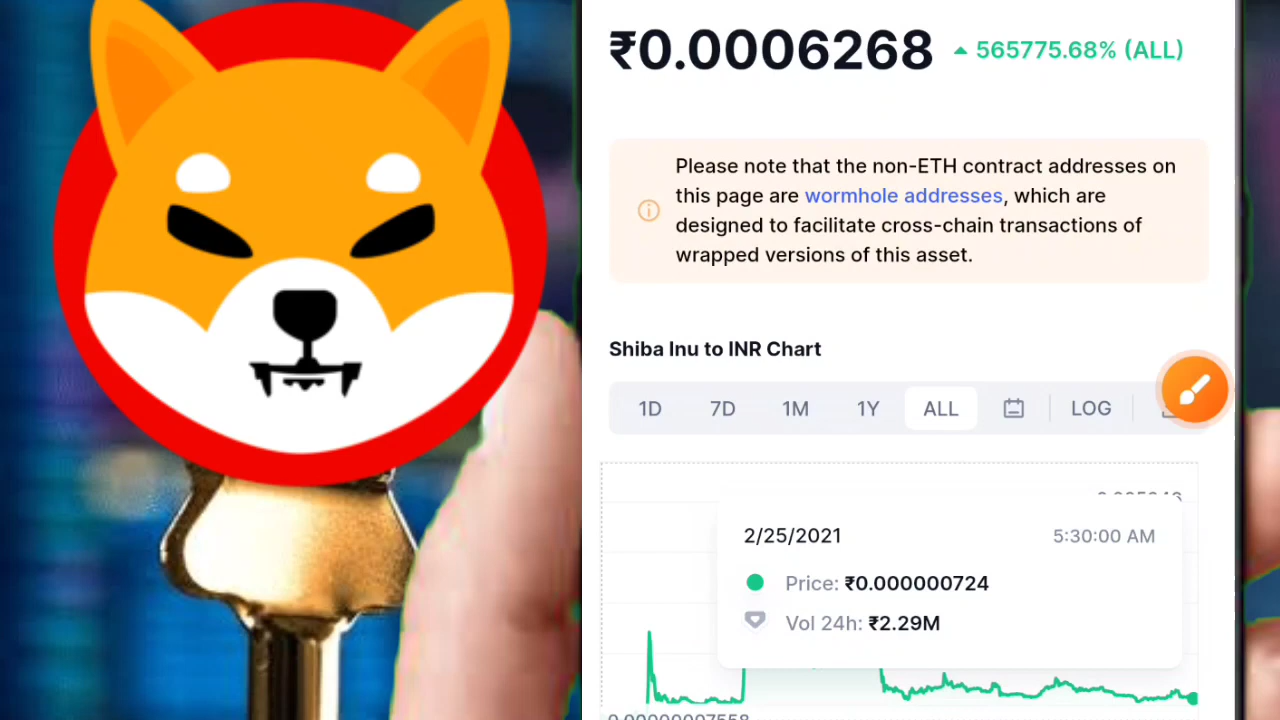 ₹0.0006268 565775.68% (ALL)
Please note that the non-ETH contract addresses on
this page are wormhole addresses, which are
designed to facilitate cross-chain transactions of
wrapped versions of this asset.
Shiba Inu to INR Chart
1D 7D 1M 1Y ALL LOG
2/25/2021 5:30:00 AM
Price: ₹0.000000724
Vol 24h: ₹2.29M